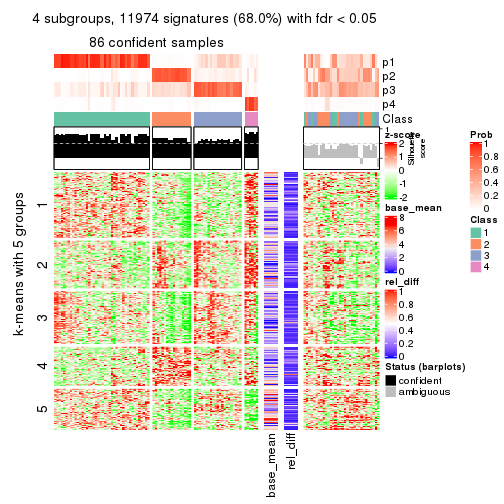 4 subgroups, 11974 signatures (68.0%) with fdr < 0.05
86 confident samples
p1
p2
p3
p4
Class
1
Silhouette
score
z-score
2
1
0
-1
-2
base_mean
8
6
4
2
0
rel_diff
1
0.8
0.6
0.4
0.2
0
Status (barplots)
confident
ambiguous
Prob
1
0.8
0.6
0.4
0.2
0
Class
1
2
3
4
k-means with 5 groups
1
2
3
4
5
base_mean
rel_diff